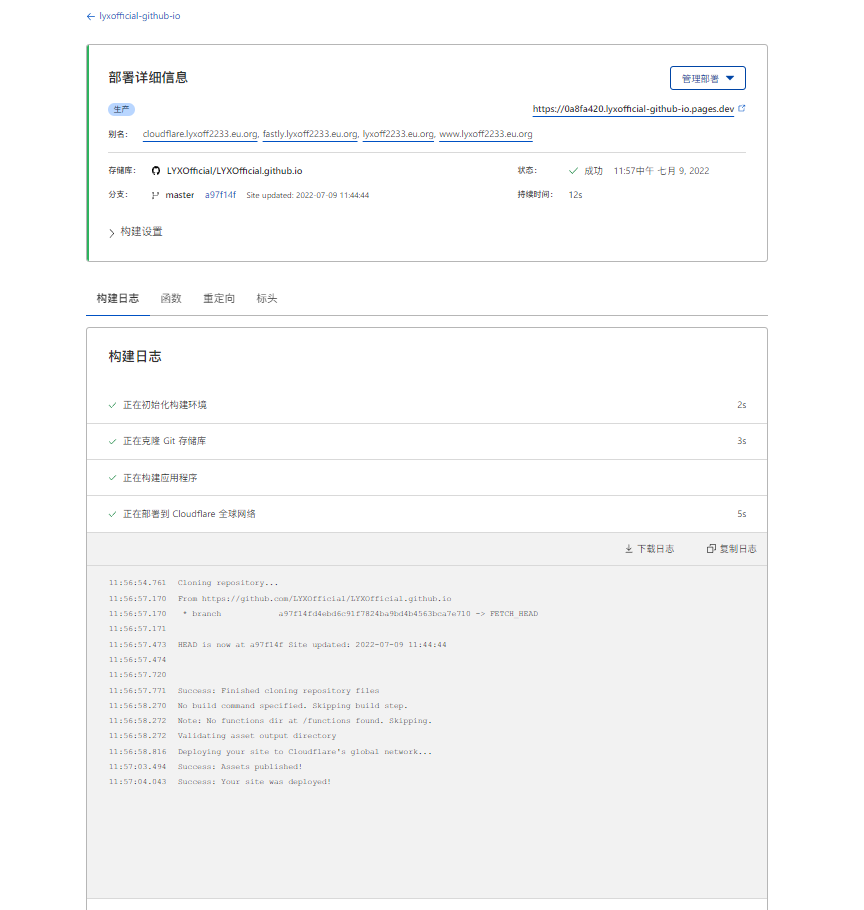 ← lyxofficial-github-io
部署详细信息
管理部署
生产
https://0a8fa420.lyxofficial-github-io.pages.dev
别名： cloudflare.lyxoff2233.eu.org, fastly.lyxoff2233.eu.org, lyxoff2233.eu.org, www.lyxoff2233.eu.org
存储库： LYXOfficial/LYXOfficial.github.io
状态： 成功 11:57中午 七月 9, 2022
分支： master a97f14f Site updated: 2022-07-09 11:44:44
持续时间： 12s
构建设置
构建日志 函数 重定向 标头
构建日志
正在初始化构建环境 2s
正在克隆 Git 存储库 3s
正在构建应用程序
正在部署到 Cloudflare 全球网络 5s
下载日志 复制日志
11:56:54.761 Cloning repository...
11:56:57.170 From https://github.com/LYXOfficial/LYXOfficial.github.io
11:56:57.170 * branch a97f14fd4ebd6c91f7824ba9bd4b4563bca7e710 -> FETCH_HEAD
11:56:57.171
11:56:57.473 HEAD is now at a97f14f Site updated: 2022-07-09 11:44:44
11:56:57.474
11:56:57.720
11:56:57.771 Success: Finished cloning repository files
11:56:58.270 No build command specified. Skipping build step.
11:56:58.272 Note: No functions dir at /functions found. Skipping.
11:56:58.272 Validating asset output directory
11:56:58.816 Deploying your site to Cloudflare's global network...
11:57:03.494 Success: Assets published!
11:57:04.043 Success: Your site was deployed!